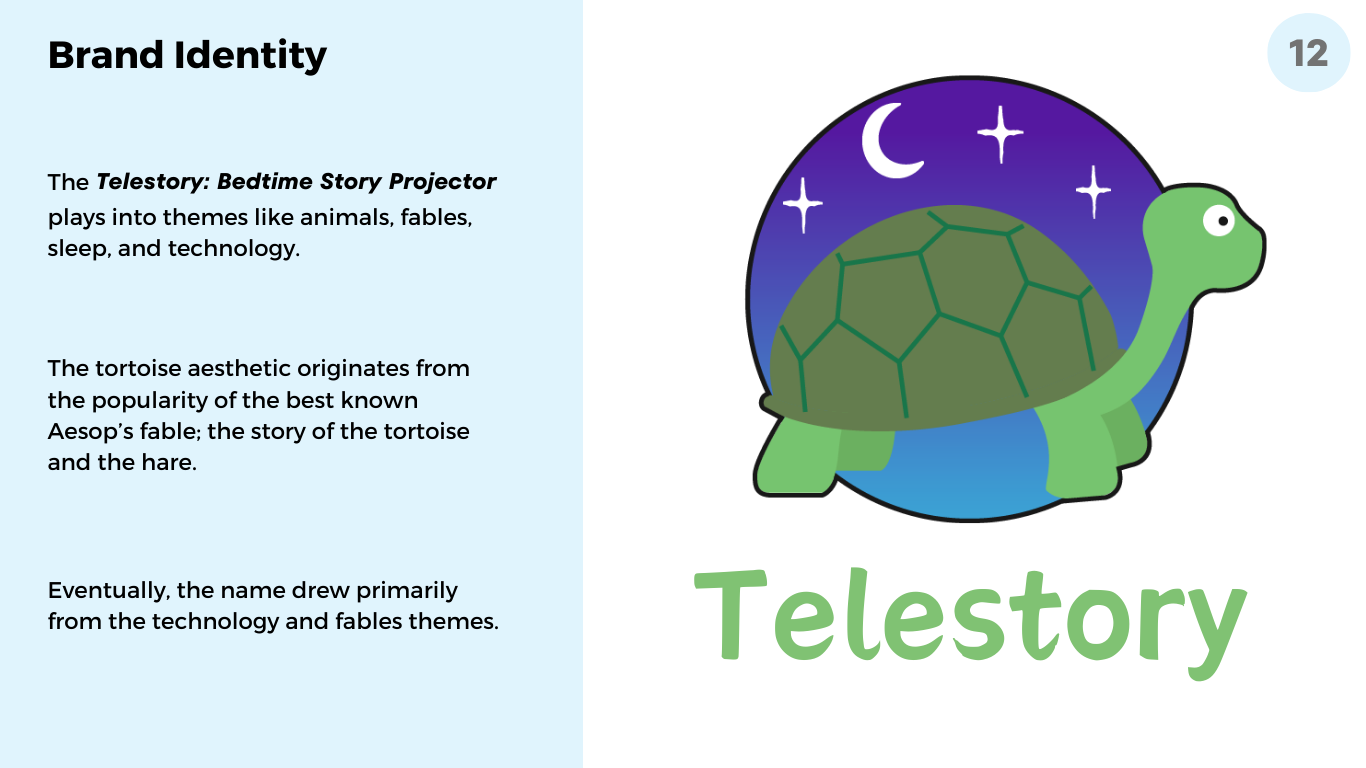 Brand Identity
12
The Telestory: Bedtime Story Projector
plays into themes like animals, fables,
sleep, and technology.
The tortoise aesthetic originates from
the popularity of the best known
Aesop’s fable; the story of the tortoise
and the hare.
Eventually, the name drew primarily
from the technology and fables themes.
Telestory